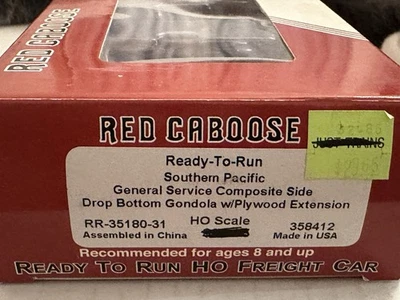 RED CABOOSE
RED CABOOSE
JUST TRAINS
Ready-To-Run
Southern Pacific
General Service Composite Side
Drop Bottom Gondola w/Plywood Extension
RR-35180-31 HO Scale 358412
Assembled in China Made in USA
Recommended for ages 8 and up
READY TO RUN HO FREIGHT CAR